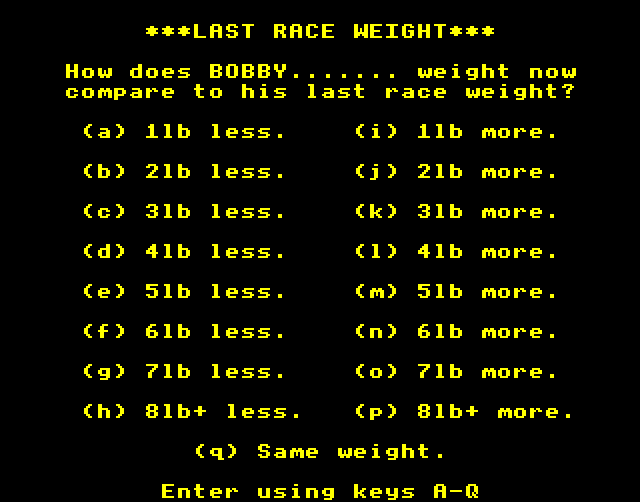 ***LAST RACE WEIGHT***
How does BOBBY....... weight now
compare to his last race weight?
(a) 1lb less. (i) 1lb more.
(b) 2lb less. (j) 2lb more.
(c) 3lb less. (k) 3lb more.
(d) 4lb less. (l) 4lb more.
(e) 5lb less. (m) 5lb more.
(f) 6lb less. (n) 6lb more.
(g) 7lb less. (o) 7lb more.
(h) 8lb+ less. (p) 8lb+ more.
(q) Same weight.
Enter using keys A-Q